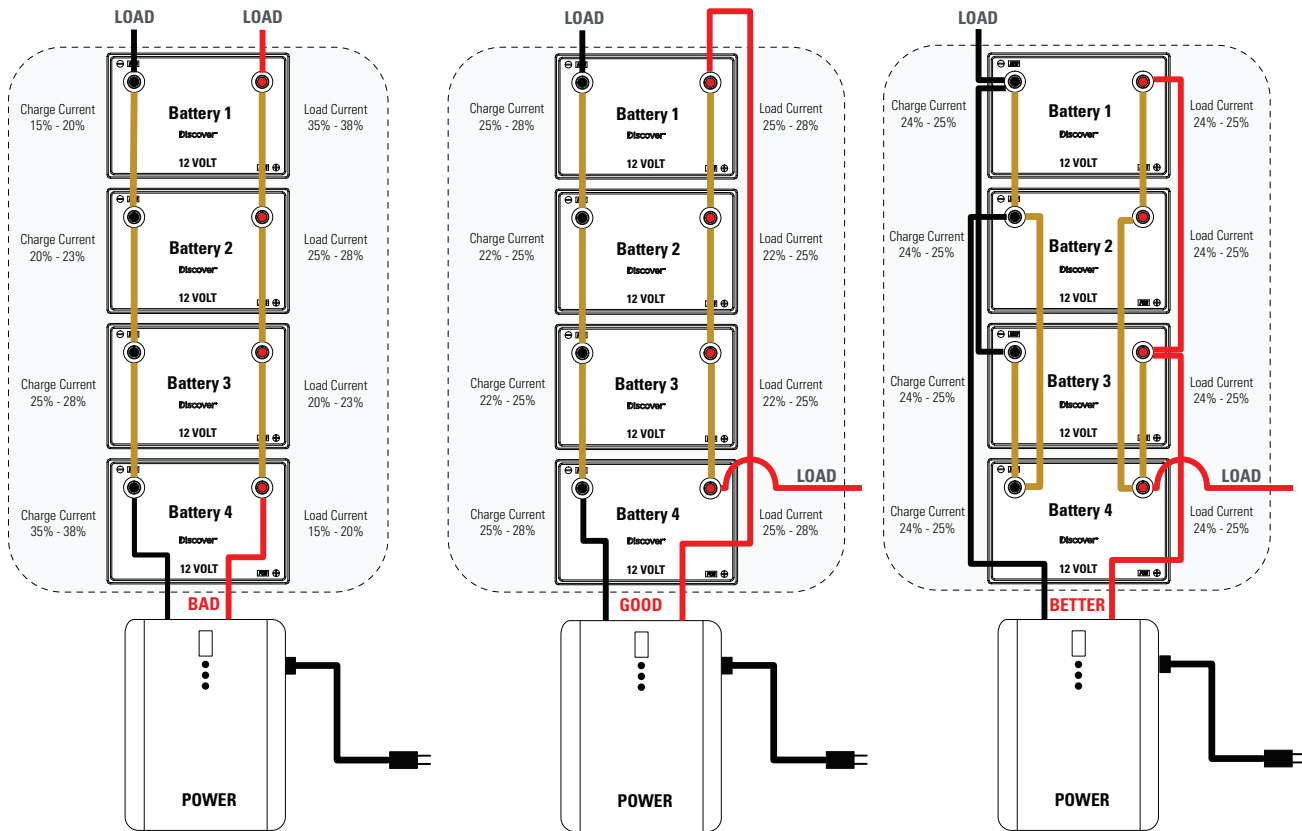 LOAD
LOAD
Charge Current
15% - 20%
Battery 1
Discover
12 VOLT
Load Current
35% - 38%
Charge Current
20% - 23%
Battery 2
Discover
12 VOLT
Load Current
25% - 28%
Charge Current
25% - 28%
Battery 3
Discover
12 VOLT
Load Current
20% - 23%
Charge Current
35% - 38%
Battery 4
Discover
12 VOLT
Load Current
15% - 20%
BAD
POWER
LOAD
Charge Current
25% - 28%
Battery 1
Discover
12 VOLT
Load Current
25% - 28%
Charge Current
22% - 25%
Battery 2
Discover
12 VOLT
Load Current
22% - 25%
Charge Current
22% - 25%
Battery 3
Discover
12 VOLT
Load Current
22% - 25%
LOAD
Charge Current
25% - 28%
Battery 4
Discover
12 VOLT
Load Current
25% - 28%
GOOD
POWER
LOAD
Charge Current
24% - 25%
Battery 1
Discover
12 VOLT
Load Current
24% - 25%
Charge Current
24% - 25%
Battery 2
Discover
12 VOLT
Load Current
24% - 25%
Charge Current
24% - 25%
Battery 3
Discover
12 VOLT
Load Current
24% - 25%
LOAD
Charge Current
24% - 25%
Battery 4
Discover
12 VOLT
Load Current
24% - 25%
BETTER
POWER